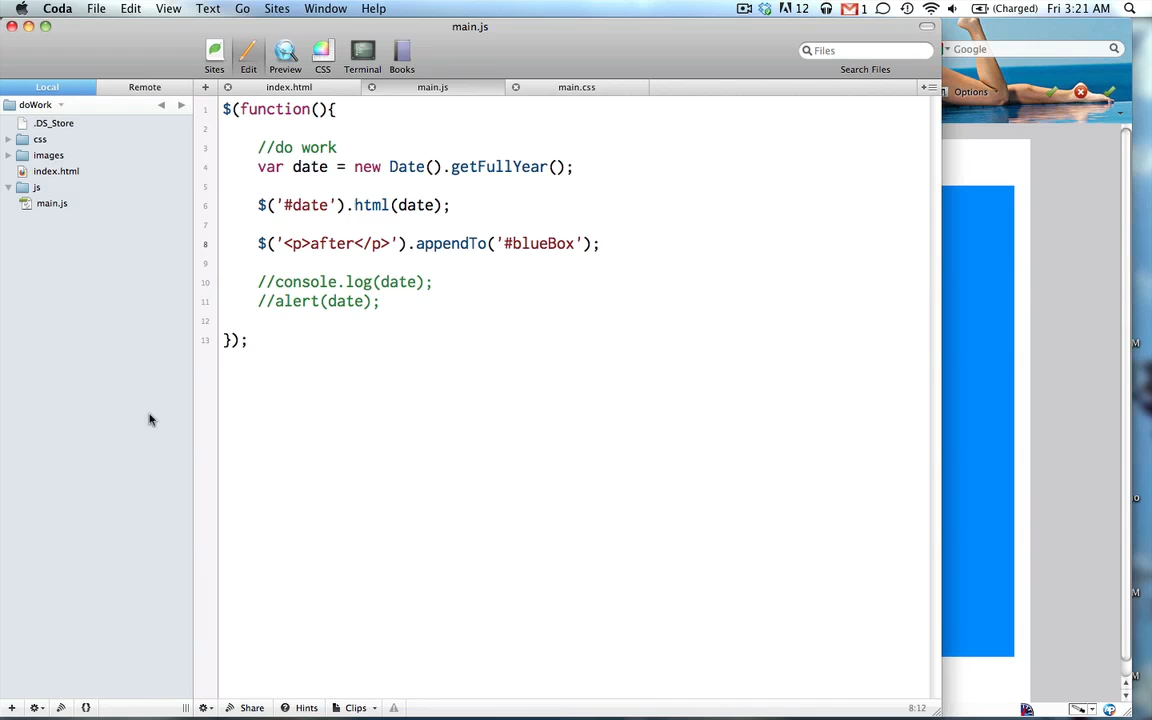 Coda File Edit View Text Go Sites Window Help 12 1 (Charged) Fri 3:21 AM
main.js
Sites Edit Preview CSS Terminal Books Files Search Files
Google
Options
Local Remote
index.html main.js main.css
doWork
.DS_Store
css
images
index.html
js
main.js
1 $(function(){
2
3 //do work
4 var date = new Date().getFullYear();
5
6 $('#date').html(date);
7
8 $('<p>after</p>').appendTo('#blueBox');
9
10 //console.log(date);
11 //alert(date);
12
13 });
Share Hints Clips 8:12